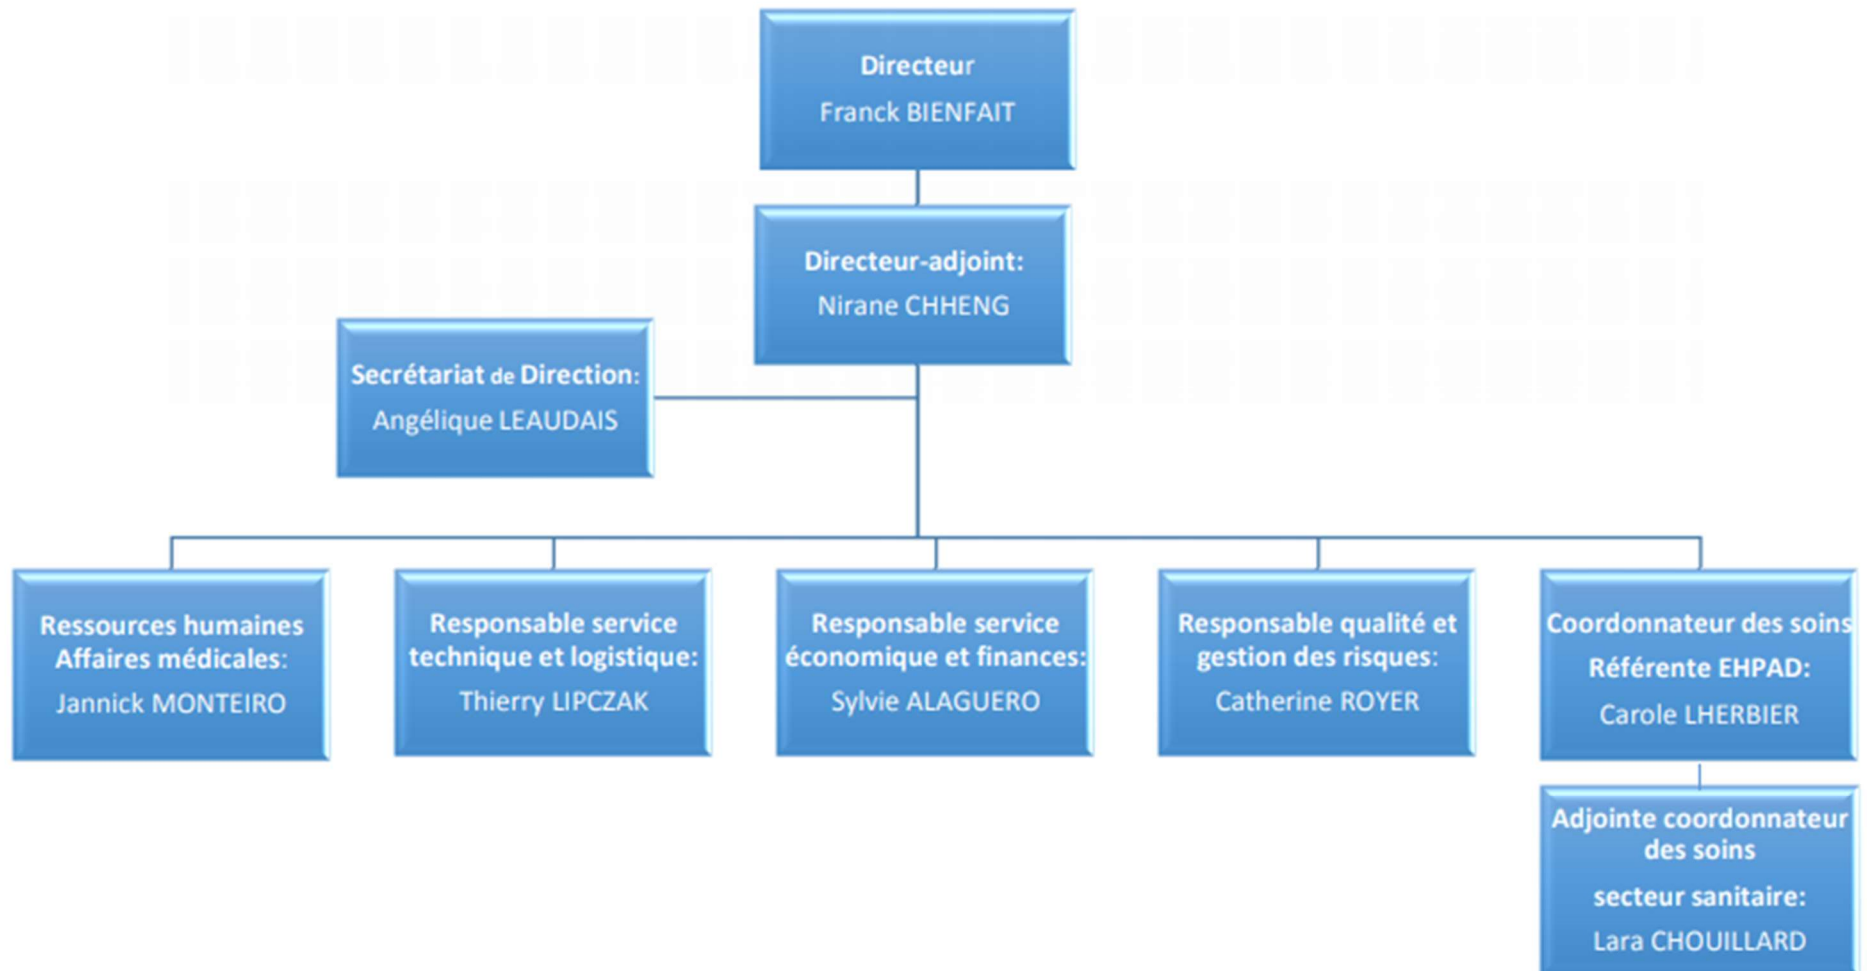 Directeur
Franck BIENFAIT
Directeur-adjoint:
Nirane CHHENG
Secrétariat de Direction:
Angélique LEAUDAIS
Ressources humaines
Affaires médicales:
Jannick MONTEIRO
Responsable service
technique et logistique:
Thierry LIPCZAK
Responsable service
économique et finances:
Sylvie ALAGUERO
Responsable qualité et
gestion des risques:
Catherine ROYER
Coordonnateur des soins
Référente EHPAD:
Carole LHERBIER
Adjointe coordonnateur
des soins
secteur sanitaire:
Lara CHOUILLARD